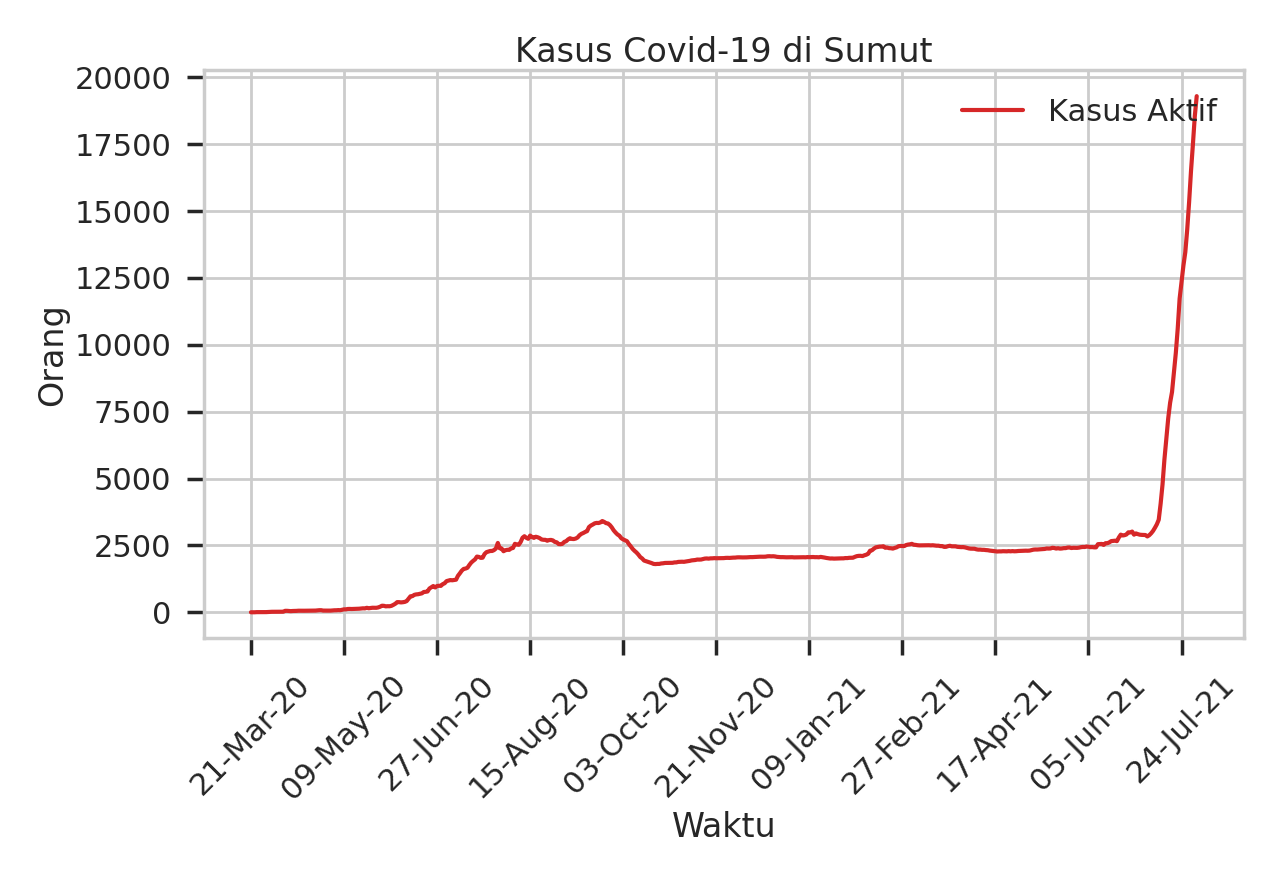 Kasus Covid-19 di Sumut
20000
17500
15000
12500
10000
7500
5000
2500
0
Orang
Kasus Aktif
21-Mar-20
09-May-20
27-Jun-20
15-Aug-20
03-Oct-20
21-Nov-20
09-Jan-21
27-Feb-21
17-Apr-21
05-Jun-21
24-Jul-21
Waktu